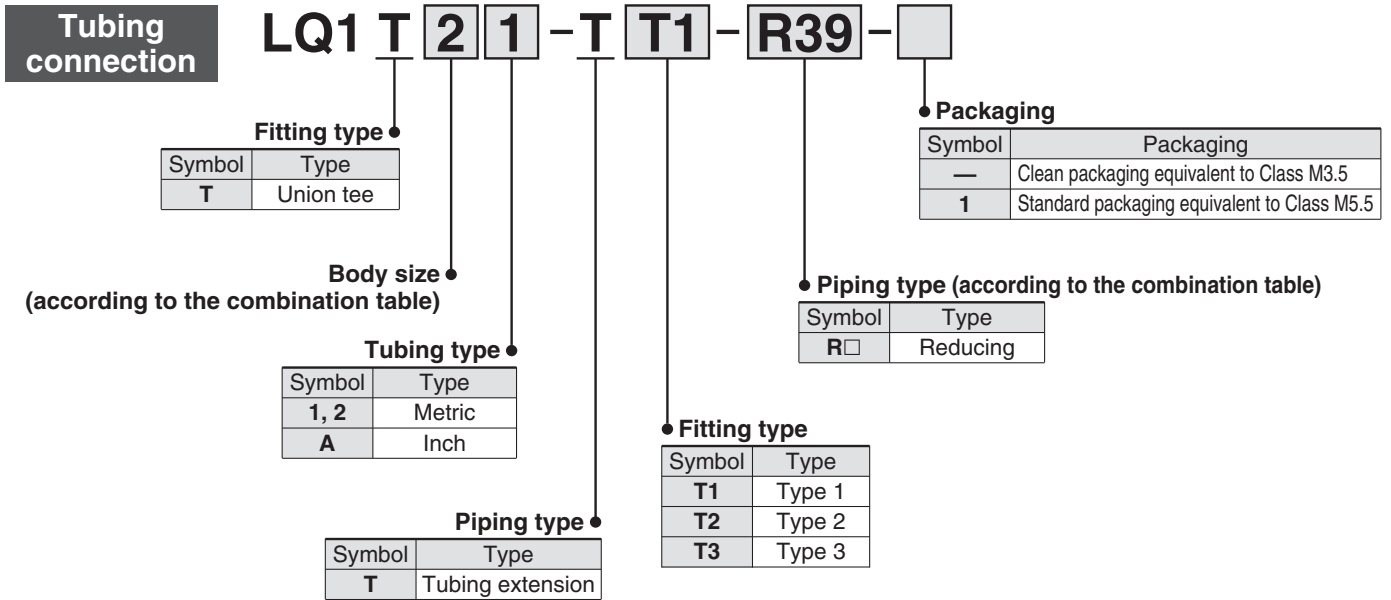 Tubing
connection
LQ1 T 2 1 - T T1 - R39 -
Fitting type
Symbol Type
T Union tee
Body size
(according to the combination table)
Tubing type
Symbol Type
1, 2 Metric
A Inch
Piping type
Symbol Type
T Tubing extension
Fitting type
Symbol Type
T1 Type 1
T2 Type 2
T3 Type 3
Piping type (according to the combination table)
Symbol Type
R□ Reducing
Packaging
Symbol Packaging
— Clean packaging equivalent to Class M3.5
1 Standard packaging equivalent to Class M5.5